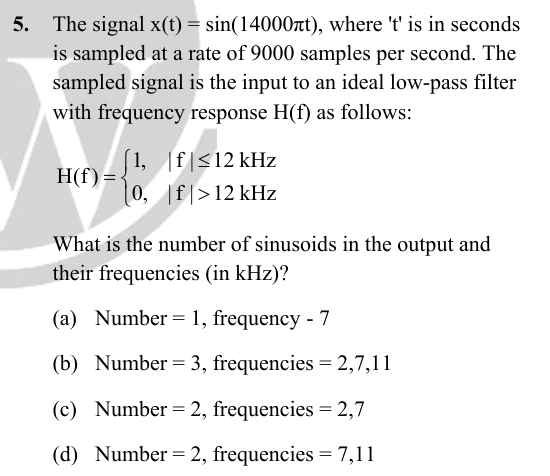 5. The signal x(t) = sin(14000πt), where 't' is in seconds
is sampled at a rate of 9000 samples per second. The
sampled signal is the input to an ideal low-pass filter
with frequency response H(f) as follows:
H(f) = {1, |f| ≤ 12 kHz
{0, |f| > 12 kHz
What is the number of sinusoids in the output and
their frequencies (in kHz)?
(a) Number = 1, frequency - 7
(b) Number = 3, frequencies = 2,7,11
(c) Number = 2, frequencies = 2,7
(d) Number = 2, frequencies = 7,11